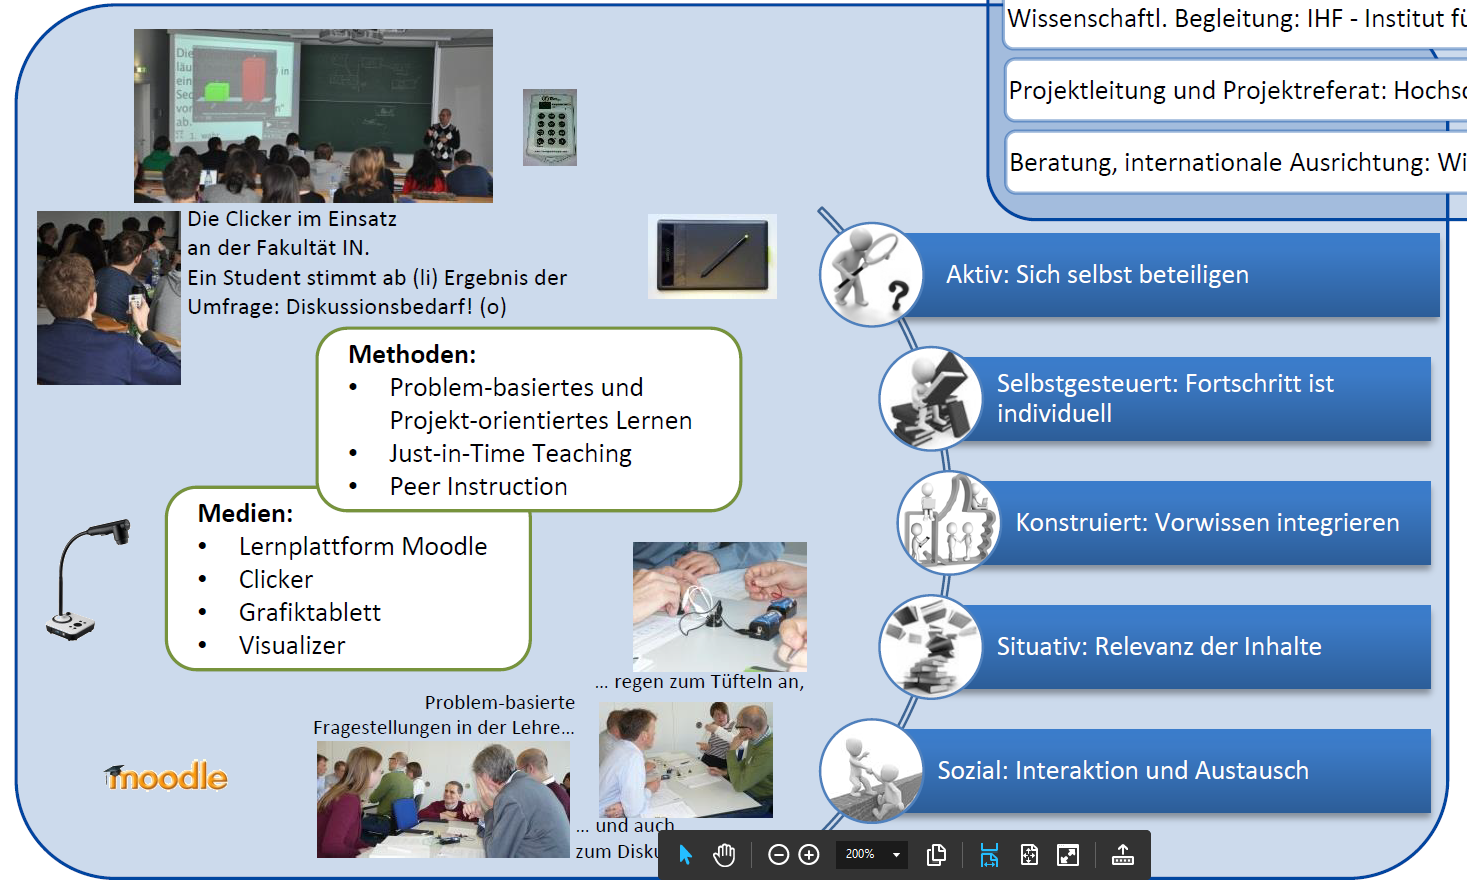 Wissenschaftl. Begleitung: IHF - Institut fü
Projektleitung und Projektreferat: Hochsc
Beratung, internationale Ausrichtung: Wi
Die Clicker im Einsatz
an der Fakultät IN.
Ein Student stimmt ab (li) Ergebnis der
Umfrage: Diskussionsbedarf! (o)
Methoden:
• Problem-basiertes und
Projekt-orientiertes Lernen
• Just-in-Time Teaching
• Peer Instruction
Medien:
• Lernplattform Moodle
• Clicker
• Grafiktablett
• Visualizer
Aktiv: Sich selbst beteiligen
Selbstgesteuert: Fortschritt ist
individuell
Konstruiert: Vorwissen integrieren
Situativ: Relevanz der Inhalte
Sozial: Interaktion und Austausch
Problem-basierte
Fragestellungen in der Lehre...
... regen zum Tüfteln an,
... und auch
zum Disku
moodle
200%